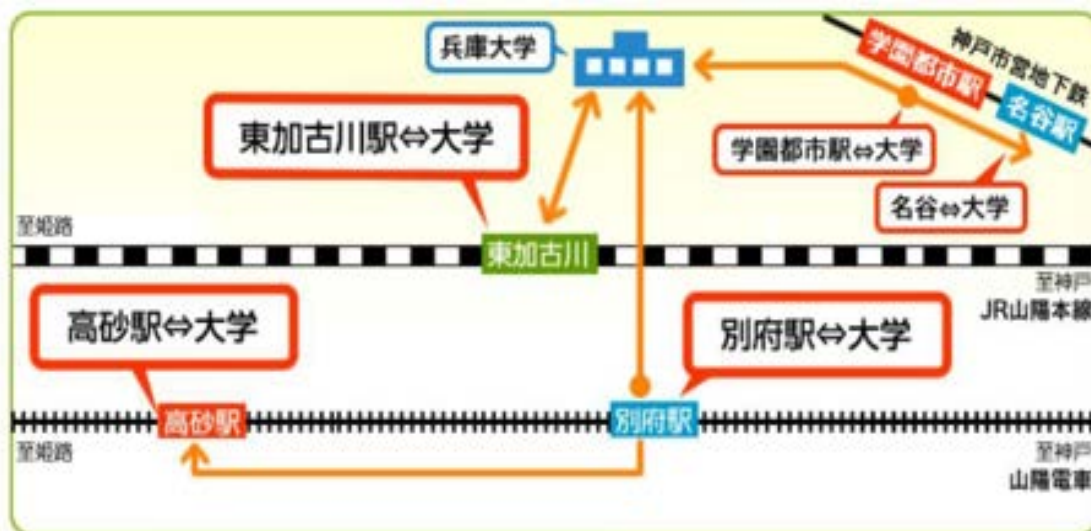 兵庫大学
神戸市営地下鉄
学園都市駅
名谷駅
東加古川駅⇔大学
学園都市駅⇔大学
名谷⇔大学
至姫路
東加古川
至神戸
JR山陽本線
高砂駅⇔大学
別府駅⇔大学
高砂駅
別府駅
至姫路
至神戸
山陽電車